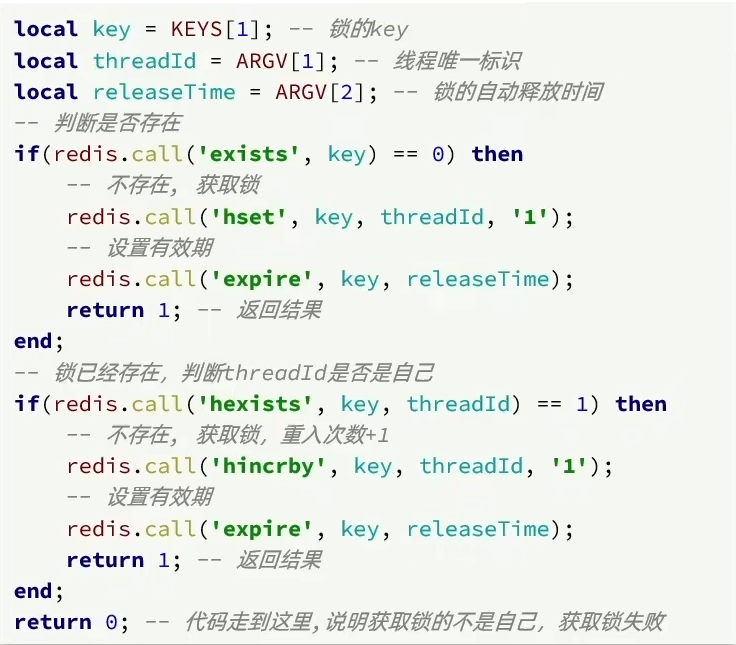 local key = KEYS[1]; -- 锁的key
local threadId = ARGV[1]; -- 线程唯一标识
local releaseTime = ARGV[2]; -- 锁的自动释放时间
-- 判断是否存在
if(redis.call('exists', key) == 0) then
    -- 不存在, 获取锁
    redis.call('hset', key, threadId, '1');
    -- 设置有效期
    redis.call('expire', key, releaseTime);
    return 1; -- 返回结果
end;
-- 锁已经存在，判断threadId是否是自己
if(redis.call('hexists', key, threadId) == 1) then
    -- 不存在, 获取锁，重入次数+1
    redis.call('hincrby', key, threadId, '1');
    -- 设置有效期
    redis.call('expire', key, releaseTime);
    return 1; -- 返回结果
end;
return 0; -- 代码走到这里,说明获取锁的不是自己，获取锁失败